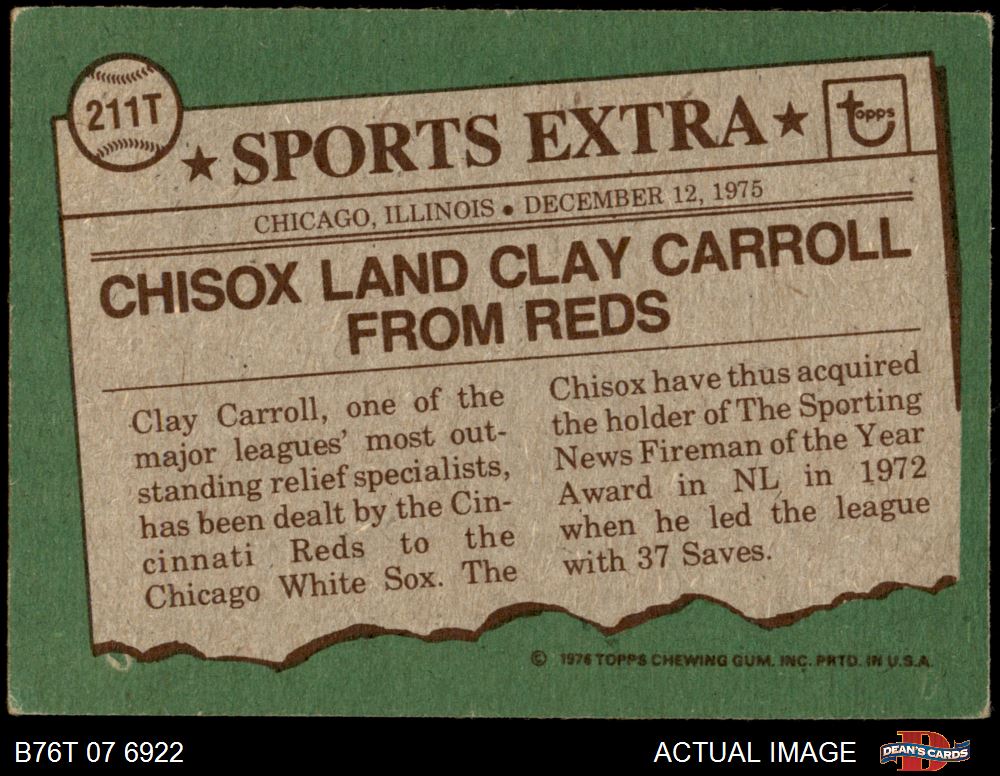 211T
★ SPORTS EXTRA ★
topps
CHICAGO, ILLINOIS • DECEMBER 12, 1975
CHISOX LAND CLAY CARROLL
FROM REDS
Clay Carroll, one of the
major leagues' most out-
standing relief specialists,
has been dealt by the Cin-
cinnati Reds to the
Chicago White Sox. The
Chisox have thus acquired
the holder of The Sporting
News Fireman of the Year
Award in NL in 1972
when he led the league
with 37 Saves.
© 1976 TOPPS CHEWING GUM, INC. PRTD. IN U.S.A.
B76T 07 6922
ACTUAL IMAGE
DEAN'S CARDS